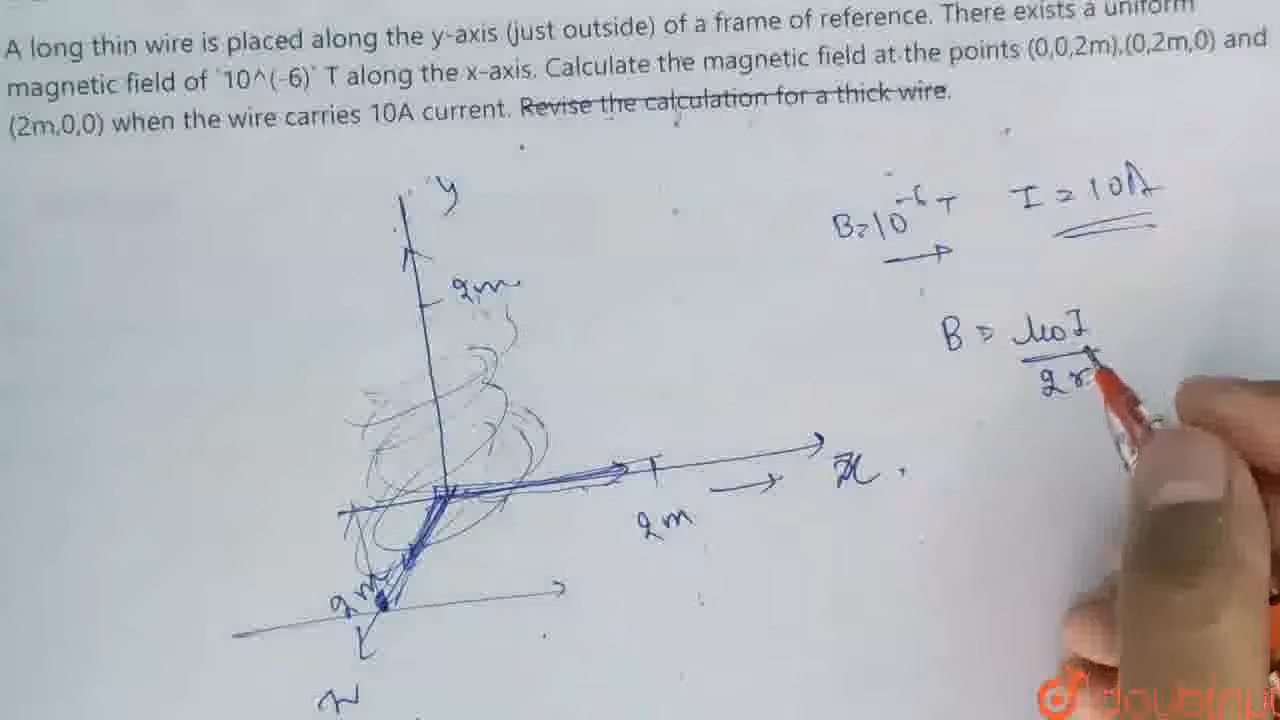 A long thin wire is placed along the y-axis (just outside) of a frame of reference. There exists a uniform
magnetic field of `10^(-6)` T along the x-axis. Calculate the magnetic field at the points (0,0,2m),(0,2m,0) and
(2m,0,0) when the wire carries 10A current. Revise the calculation for a thick wire.
y
B=10^-6 T I = 10A
2m
B = μ0I
2r
x
2m
2m
doubtnut